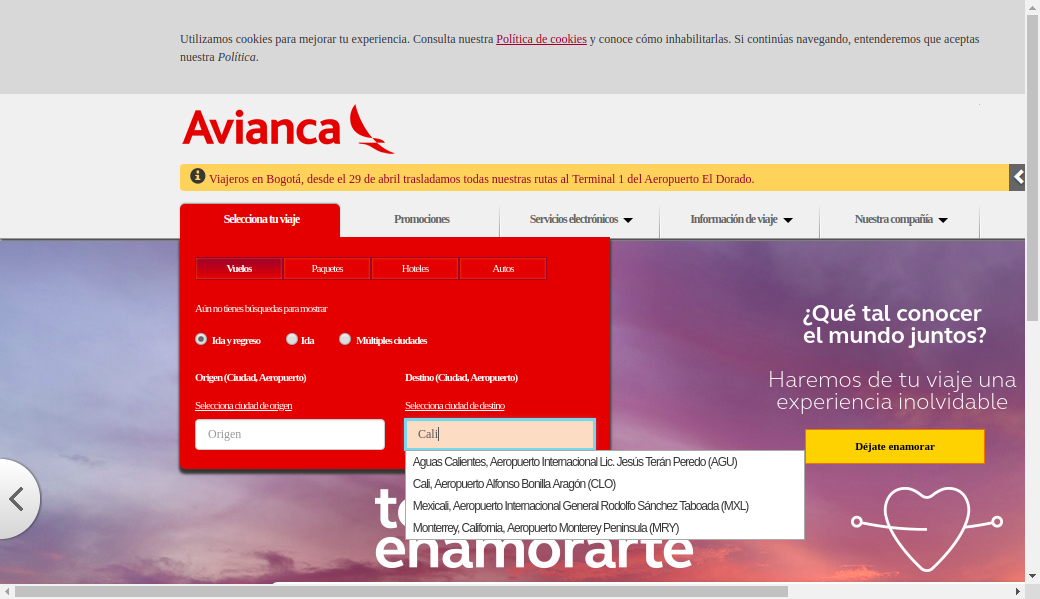 Utilizamos cookies para mejorar tu experiencia. Consulta nuestra Política de cookies y conoce cómo inhabilitarlas. Si continúas navegando, entenderemos que aceptas
nuestra Política.
Avianca
Viajeros en Bogotá, desde el 29 de abril trasladamos todas nuestras rutas al Terminal 1 del Aeropuerto El Dorado.
Selecciona tu viaje Promociones Servicios electrónicos Información de viaje Nuestra compañía
Vuelos Paquetes Hoteles Autos
Aún no tienes búsquedas para mostrar
Ida y regreso Ida Múltiples ciudades
Origen (Ciudad, Aeropuerto) Destino (Ciudad, Aeropuerto)
Selecciona ciudad de origen Selecciona ciudad de destino
Origen Cali
Aguas Calientes, Aeropuerto Internacional Lic. Jesús Terán Peredo (AGU)
Cali, Aeropuerto Alfonso Bonilla Aragón (CLO)
Mexicali, Aeropuerto Internacional General Rodolfo Sánchez Taboada (MXL)
Monterrey, California, Aeropuerto Monterey Peninsula (MRY)
¿Qué tal conocer
el mundo juntos?
Haremos de tu viaje una
experiencia inolvidable
Déjate enamorar
enamorarte